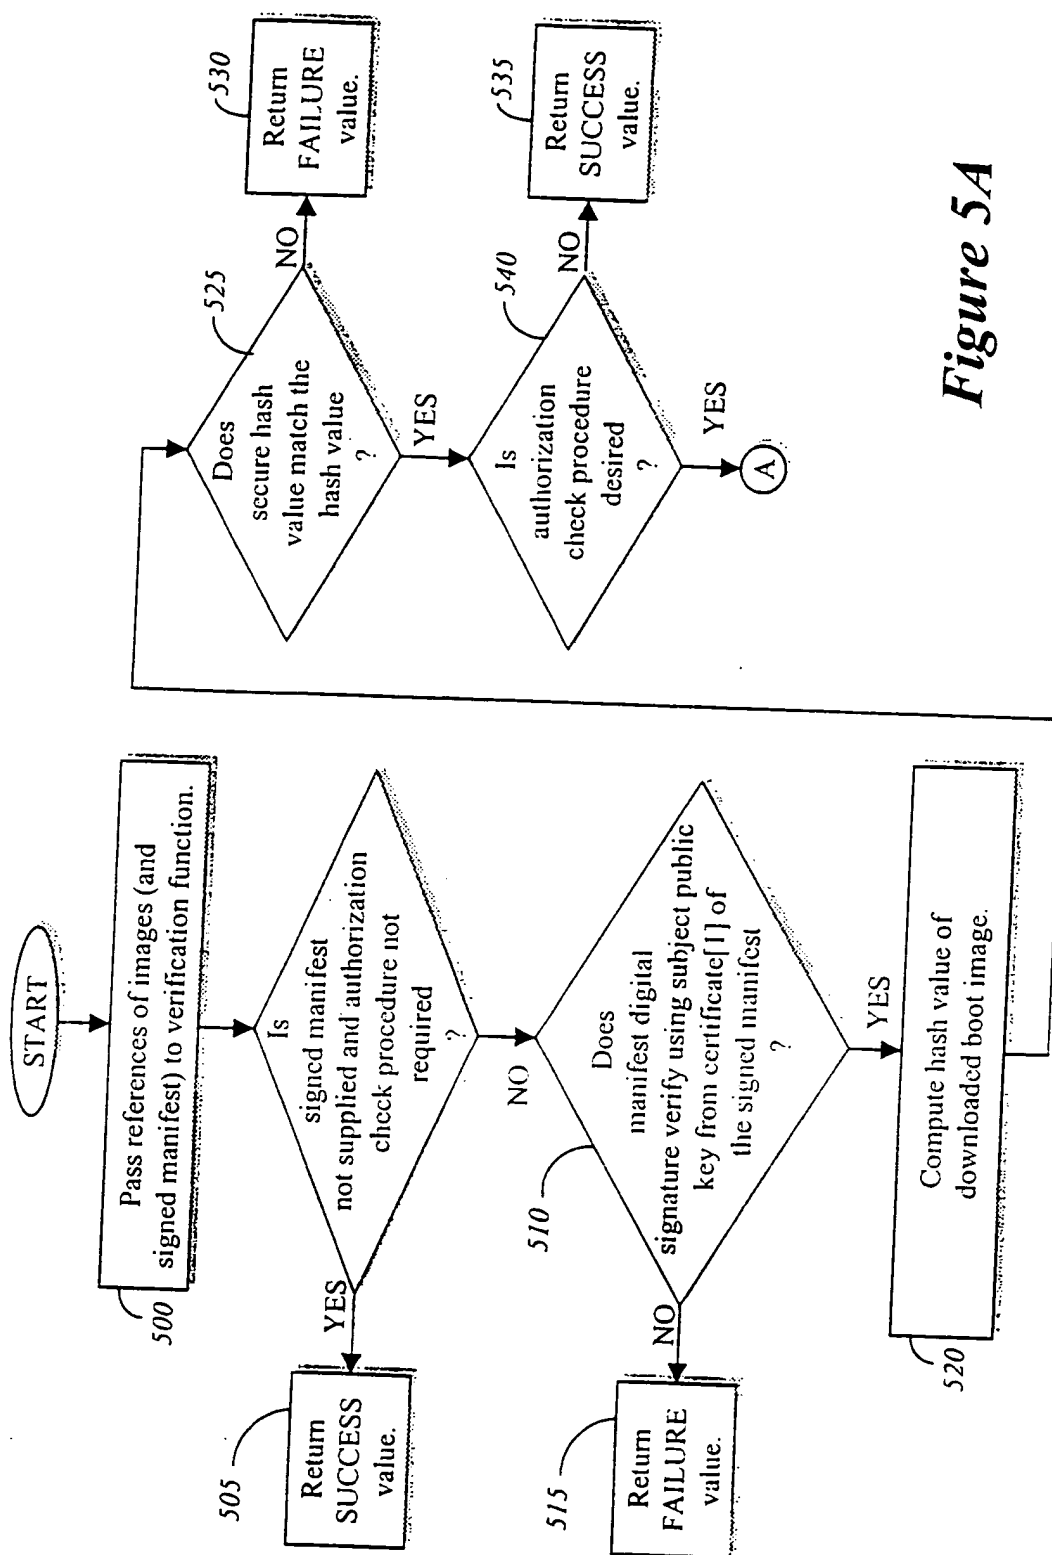 START
Pass references of images (and
signed manifest) to verification function.
500
Is
signed manifest
not supplied and authorization
check procedure not
required
?
YES
Return
SUCCESS
value.
505
NO
Does
manifest digital
signature verify using subject public
key from certificate[1] of
the signed manifest
?
510
NO
Return
FAILURE
value.
515
YES
Compute hash value of
downloaded boot image.
520
Does
secure hash
value match the
hash value
?
525
NO
Return
FAILURE
value.
530
YES
Is
authorization
check procedure
desired
?
540
NO
Return
SUCCESS
value.
535
YES
A
Figure 5A